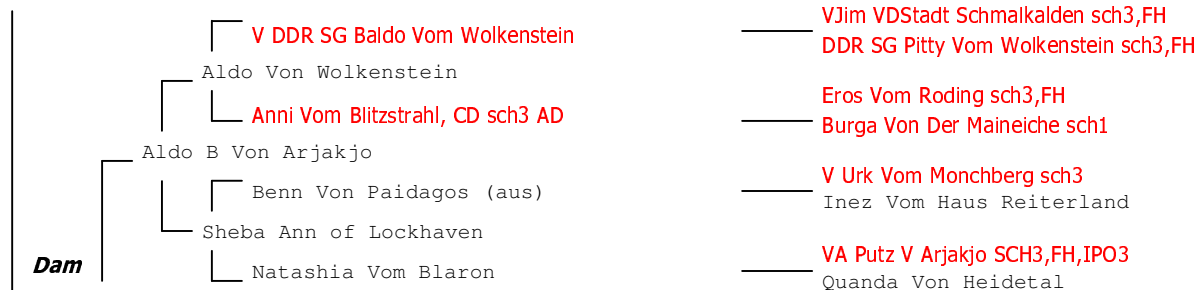 VJim VDStadt Schmalkalden sch3,FH
V DDR SG Baldo Vom Wolkenstein
DDR SG Pitty Vom Wolkenstein sch3,FH
Aldo Von Wolkenstein
Eros Vom Roding sch3,FH
Anni Vom Blitzstrahl, CD sch3 AD
Burga Von Der Maineiche sch1
Aldo B Von Arjakjo
V Urk Vom Monchberg sch3
Benn Von Paidagos (aus)
Inez Vom Haus Reiterland
Sheba Ann of Lockhaven
VA Putz V Arjakjo SCH3,FH,IPO3
Dam
Natashia Vom Blaron
Quanda Von Heidetal